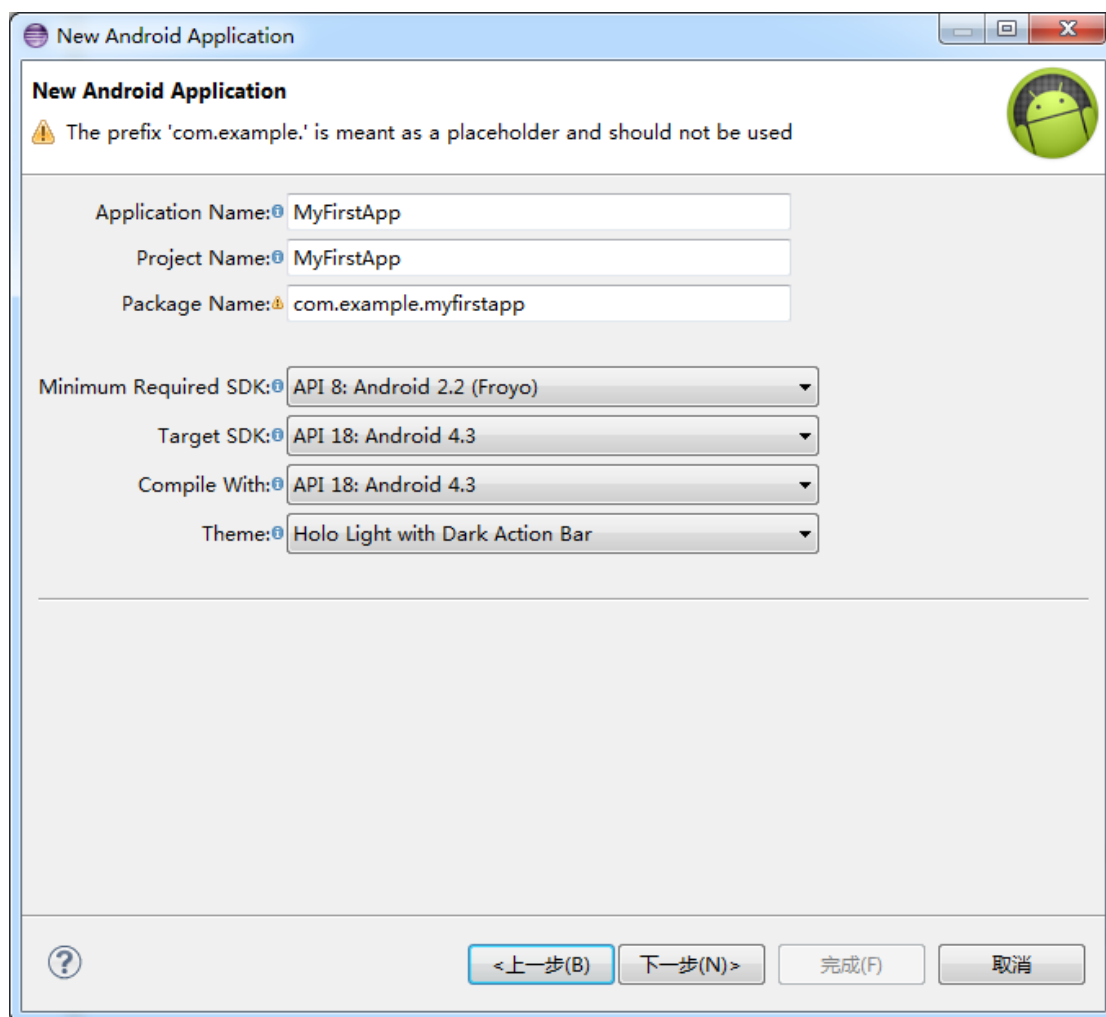 New Android Application
New Android Application
The prefix 'com.example.' is meant as a placeholder and should not be used
Application Name: MyFirstApp
Project Name: MyFirstApp
Package Name: com.example.myfirstapp
Minimum Required SDK: API 8: Android 2.2 (Froyo)
Target SDK: API 18: Android 4.3
Compile With: API 18: Android 4.3
Theme: Holo Light with Dark Action Bar
<上一步(B) 下一步(N)> 完成(F) 取消